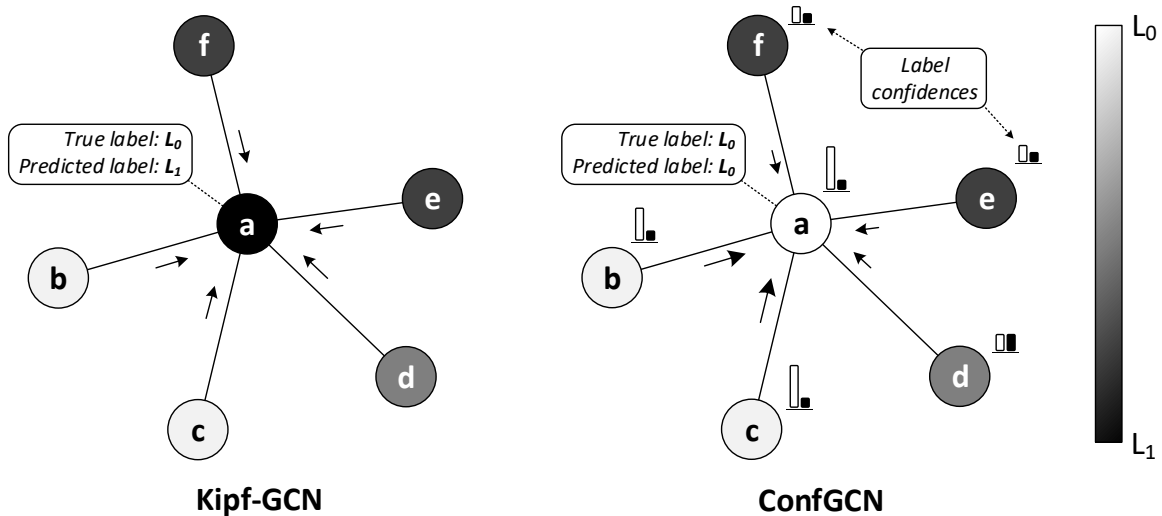 f
True label: L₀
Predicted label: L₁
a
e
b
d
c
Kipf-GCN
f
Label
confidences
True label: L₀
Predicted label: L₀
a
e
b
d
c
ConfGCN
L₀
L₁